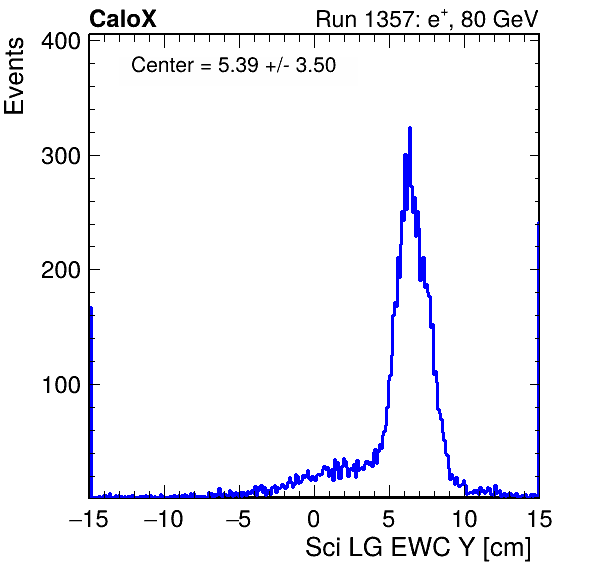 CaloX Run 1357: e⁺, 80 GeV
Center = 5.39 +/- 3.50
Events
400
300
200
100
−15 −10 −5 0 5 10 15
Sci LG EWC Y [cm]